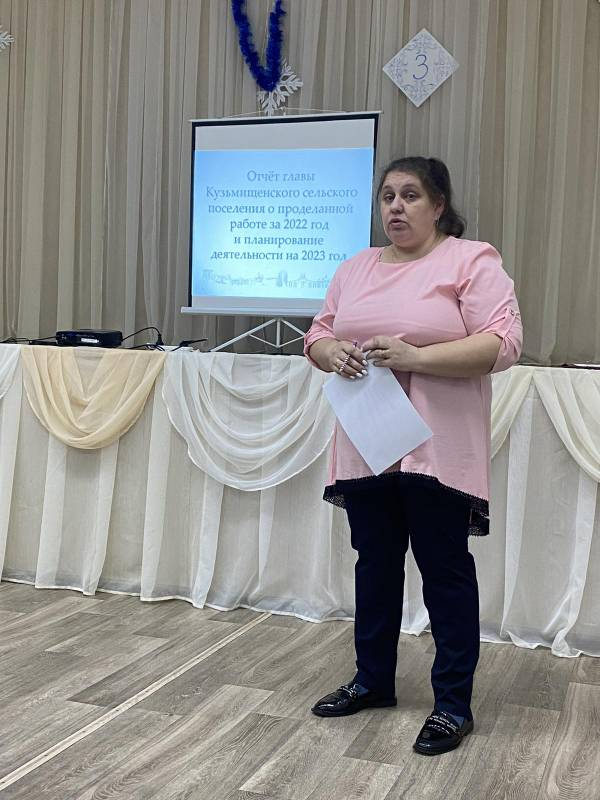 3
Отчёт главы
Кузьмищенского сельского
поселения о проделанной
работе за 2022 год
и планирование
деятельности на 2023 год